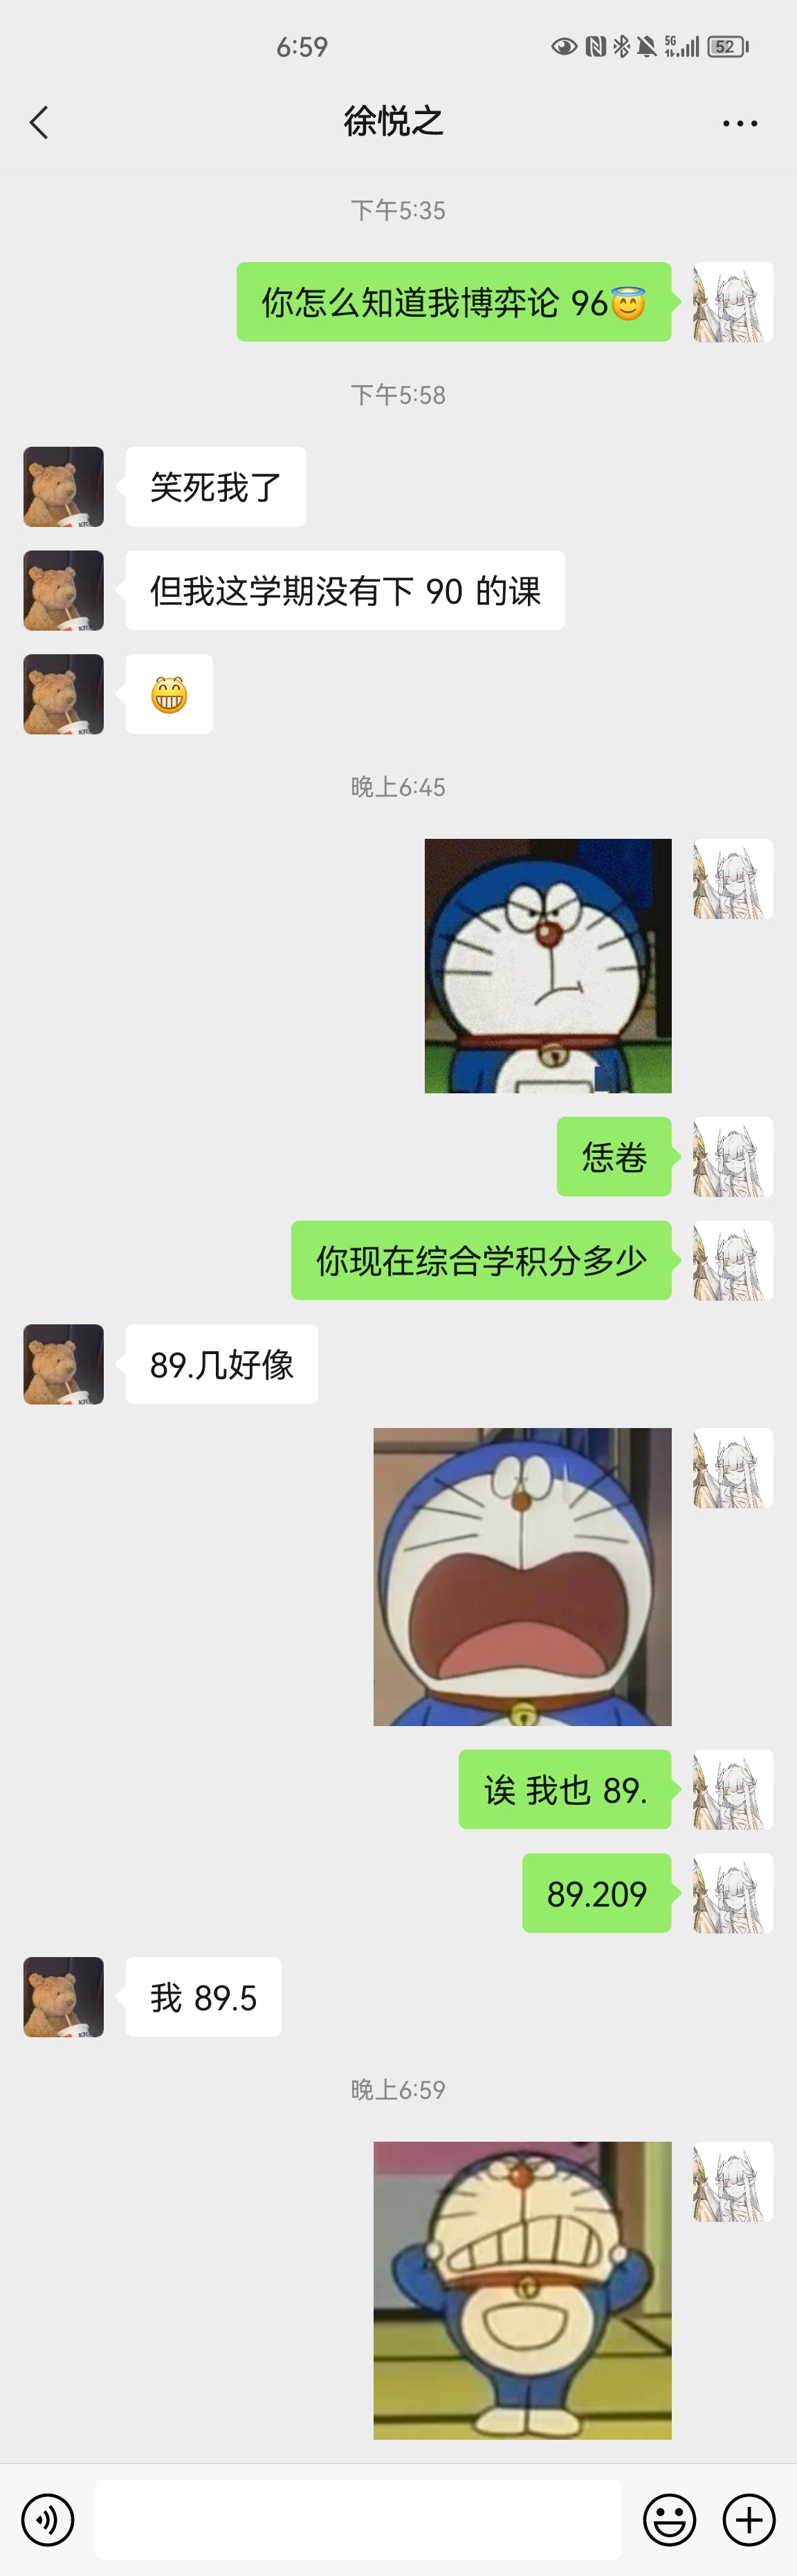 6:59
5G
52
徐悦之
下午5:35
你怎么知道我博弈论 96😇
下午5:58
笑死我了
但我这学期没有下 90 的课
😁
晚上6:45
恁卷
你现在综合学积分多少
89.几好像
诶 我也 89.
89.209
我 89.5
晚上6:59